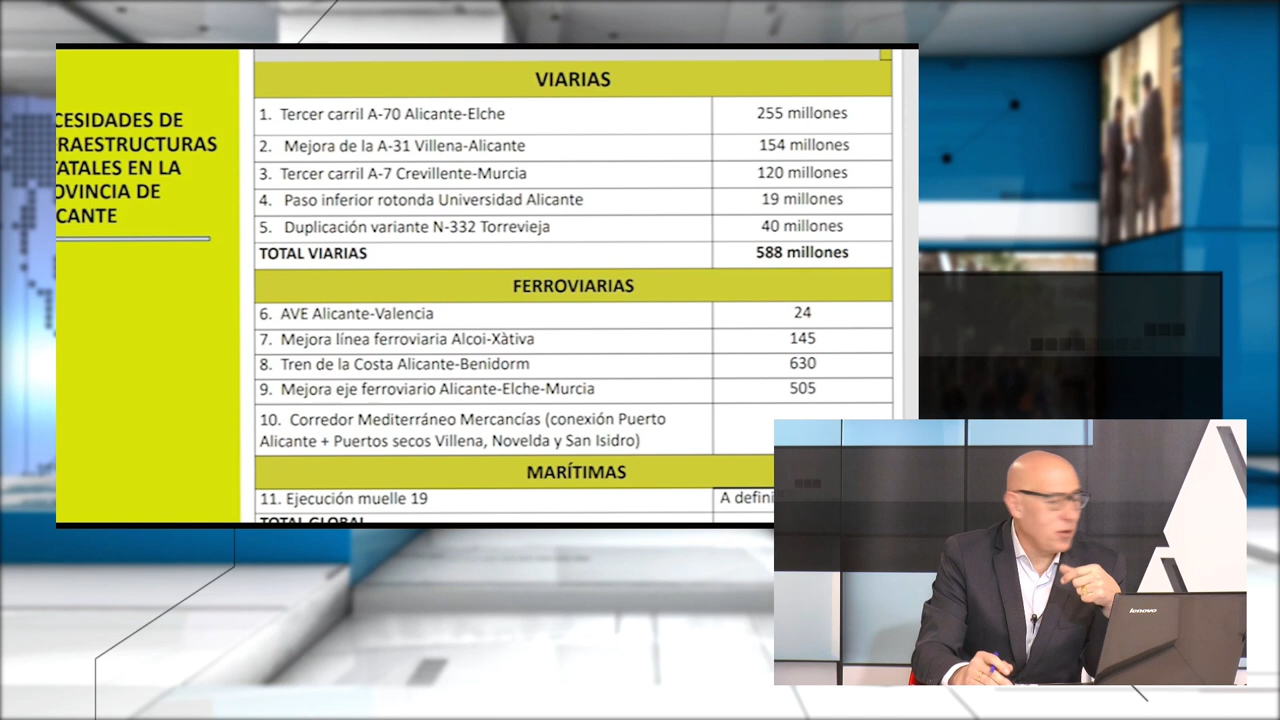 CESIDADES DE
RAESTRUCTURAS
TATALES EN LA
OVINCIA DE
CANTE
VIARIAS
1. Tercer carril A-70 Alicante-Elche 255 millones
2. Mejora de la A-31 Villena-Alicante 154 millones
3. Tercer carril A-7 Crevillente-Murcia 120 millones
4. Paso inferior rotonda Universidad Alicante 19 millones
5. Duplicación variante N-332 Torrevieja 40 millones
TOTAL VIARIAS 588 millones
FERROVIARIAS
6. AVE Alicante-Valencia 24
7. Mejora línea ferroviaria Alcoi-Xàtiva 145
8. Tren de la Costa Alicante-Benidorm 630
9. Mejora eje ferroviario Alicante-Elche-Murcia 505
10. Corredor Mediterráneo Mercancías (conexión Puerto
Alicante + Puertos secos Villena, Novelda y San Isidro)
MARÍTIMAS
11. Ejecución muelle 19 A defini
TOTAL GLOBAL
lenovo